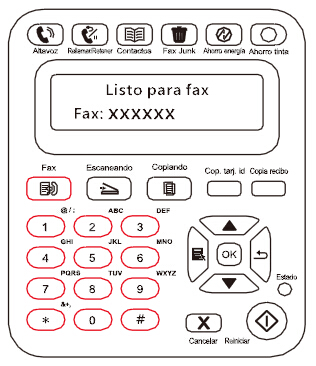 Altavoz Rellamar/Retener Contactos Fax Junk Ahorro energía Ahorro tinta
Listo para fax
Fax: XXXXXX
Fax Escaneando Copiando Cop. tarj. id Copia recibo
@ / : ABC DEF
1 2 3
GHI JKL MNO
4 5 6 OK
PQRS TUV WXYZ
7 8 9 Estado
&+,
* 0 # X
Cancelar Reiniciar